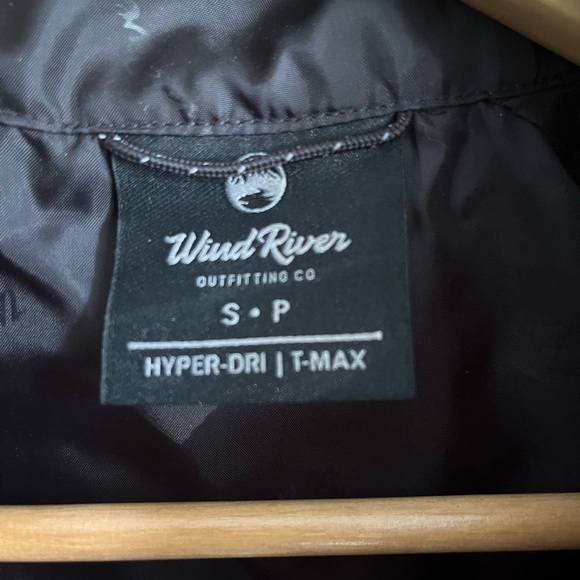 Wind River
OUTFITTING CO
S • P
HYPER-DRI | T-MAX